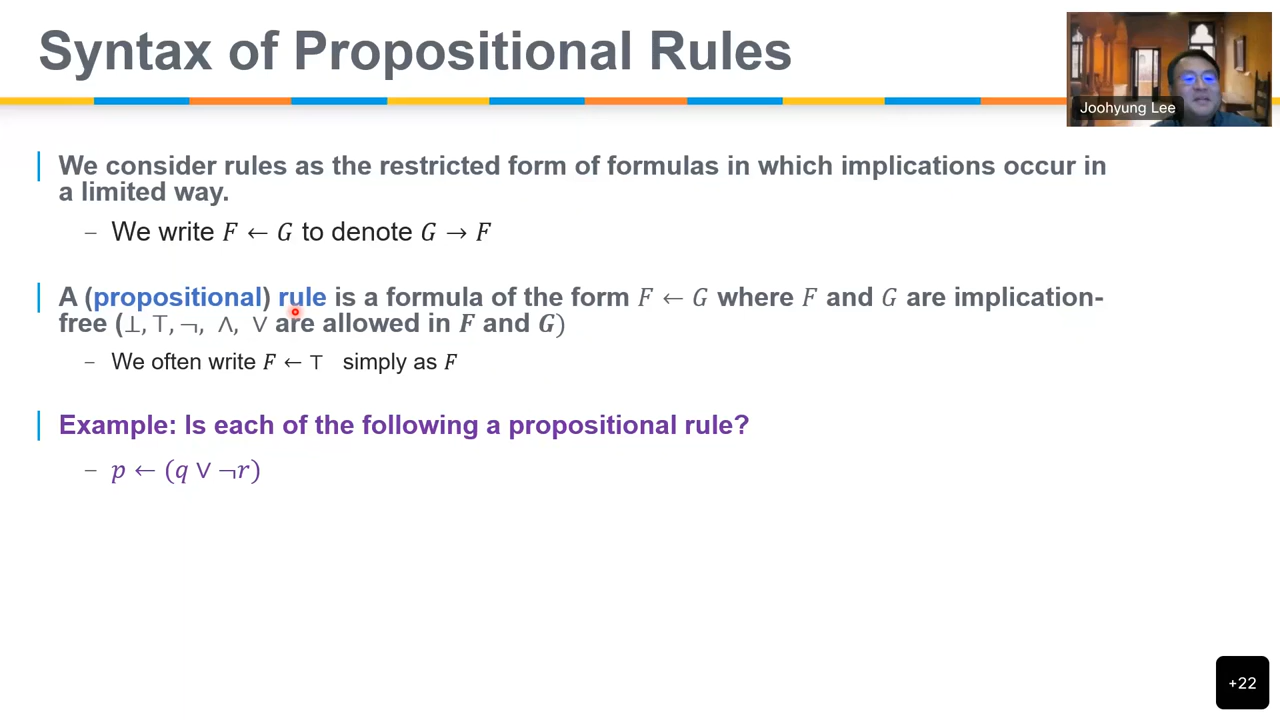 Syntax of Propositional Rules
Joohyung Lee
We consider rules as the restricted form of formulas in which implications occur in
a limited way.
– We write F ← G to denote G → F
A (propositional) rule is a formula of the form F ← G where F and G are implication-
free (⊥, ⊤, ¬, ∧, ∨ are allowed in F and G)
– We often write F ← ⊤ simply as F
Example: Is each of the following a propositional rule?
– p ← (q ∨ ¬r)
+22